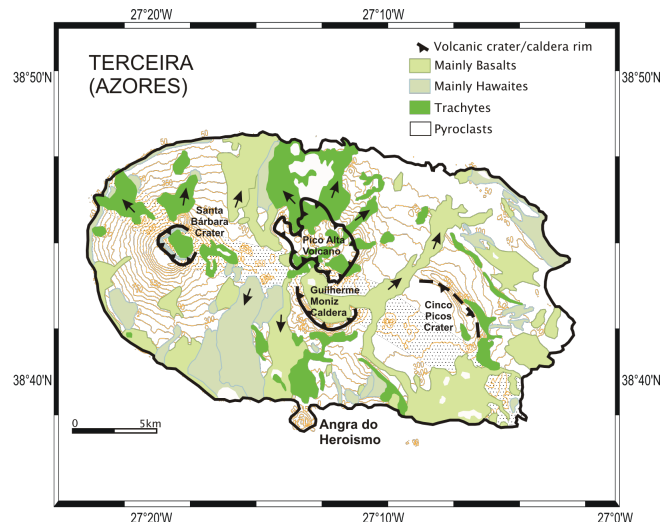 27°20'W
27°10'W
TERCEIRA
(AZORES)
Volcanic crater/caldera rim
Mainly Basalts
Mainly Hawaites
Trachytes
Pyroclasts
38°50'N
38°50'N
Santa
Bárbara
Crater
Pico Alta
Volcano
Guilherme
Moniz
Caldera
Cinco
Picos
Crater
38°40'N
38°40'N
0
5km
Angra do
Heroismo
27°20'W
27°10'W
27°0'W